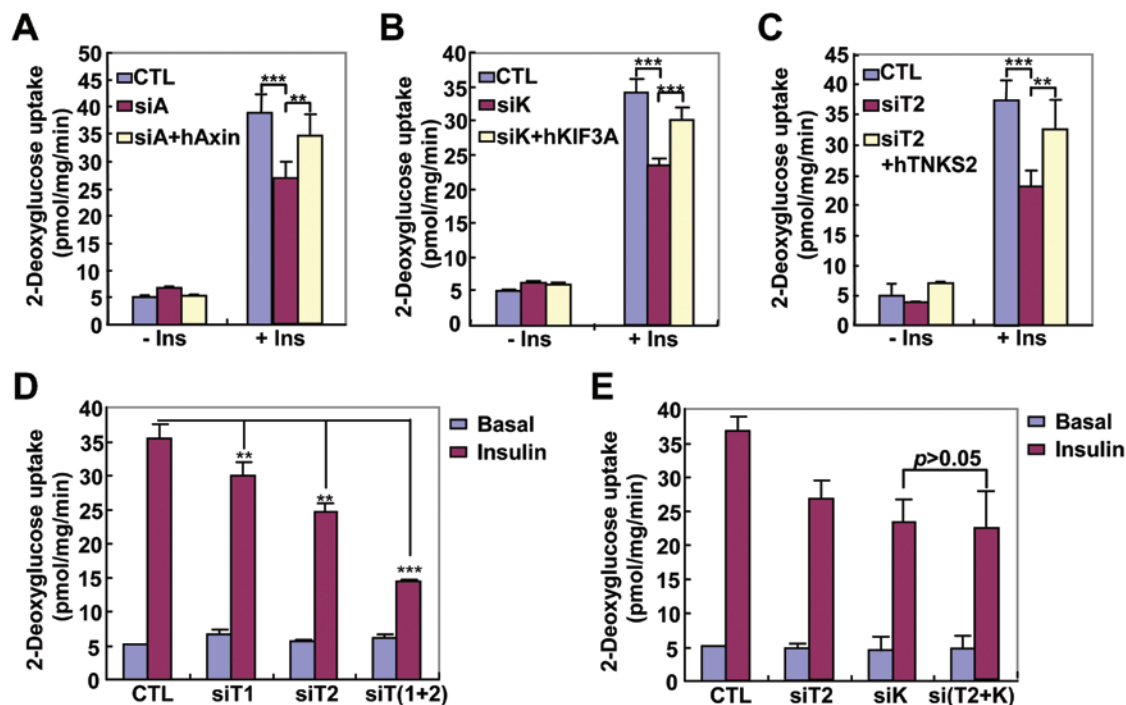 A
2-Deoxyglucose uptake
(pmol/mg/min)
50
45
40
35
30
25
20
15
10
5
0
CTL
siA
siA+hAxin
***
**
- Ins
+ Ins
B
2-Deoxyglucose uptake
(pmol/mg/min)
40
35
30
25
20
15
10
5
0
CTL
siK
siK+hKIF3A
***
***
- Ins
+ Ins
C
2-Deoxyglucose uptake
(pmol/mg/min)
45
40
35
30
25
20
15
10
5
0
CTL
siT2
siT2
+hTNKS2
***
**
- Ins
+ Ins
D
2-Deoxyglucose uptake
(pmol/mg/min)
40
35
30
25
20
15
10
5
0
**
**
***
CTL
siT1
siT2
siT(1+2)
Basal
Insulin
E
2-Deoxyglucose uptake
(pmol/mg/min)
40
35
30
25
20
15
10
5
0
p>0.05
CTL
siT2
siK
si(T2+K)
Basal
Insulin